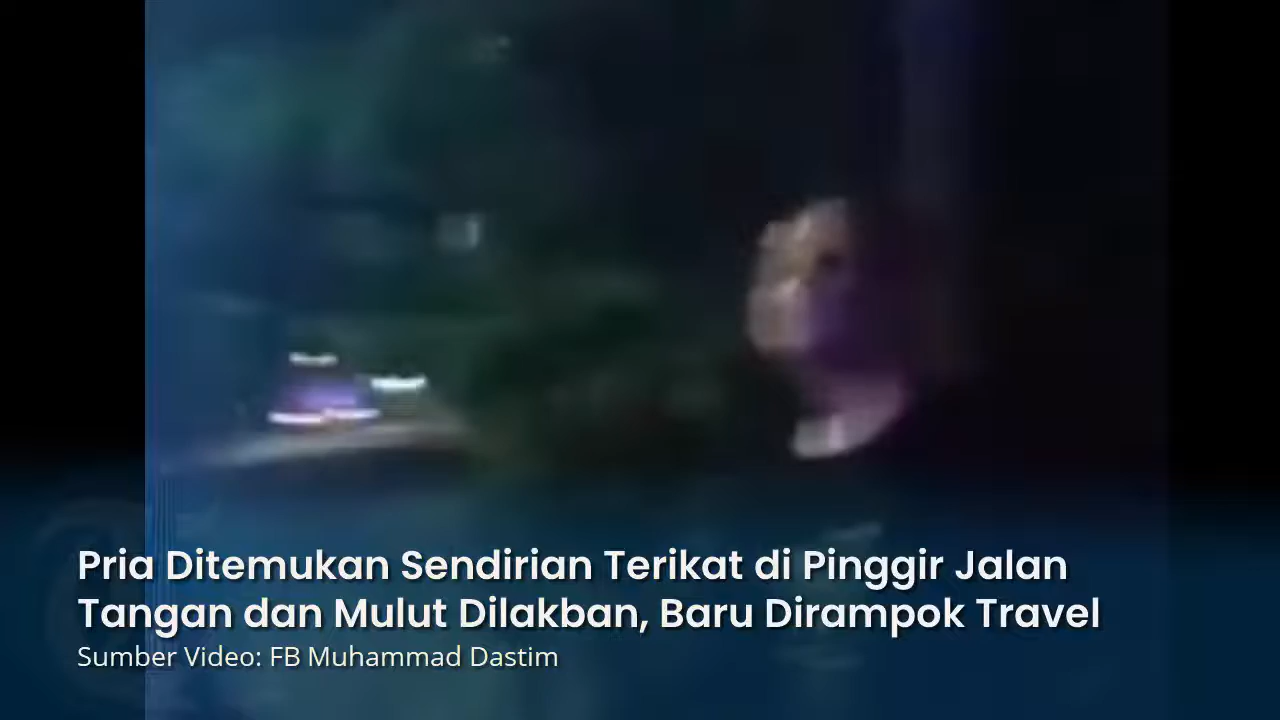 Pria Ditemukan Sendirian Terikat di Pinggir Jalan
Tangan dan Mulut Dilakban, Baru Dirampok Travel
Sumber Video: FB Muhammad Dastim